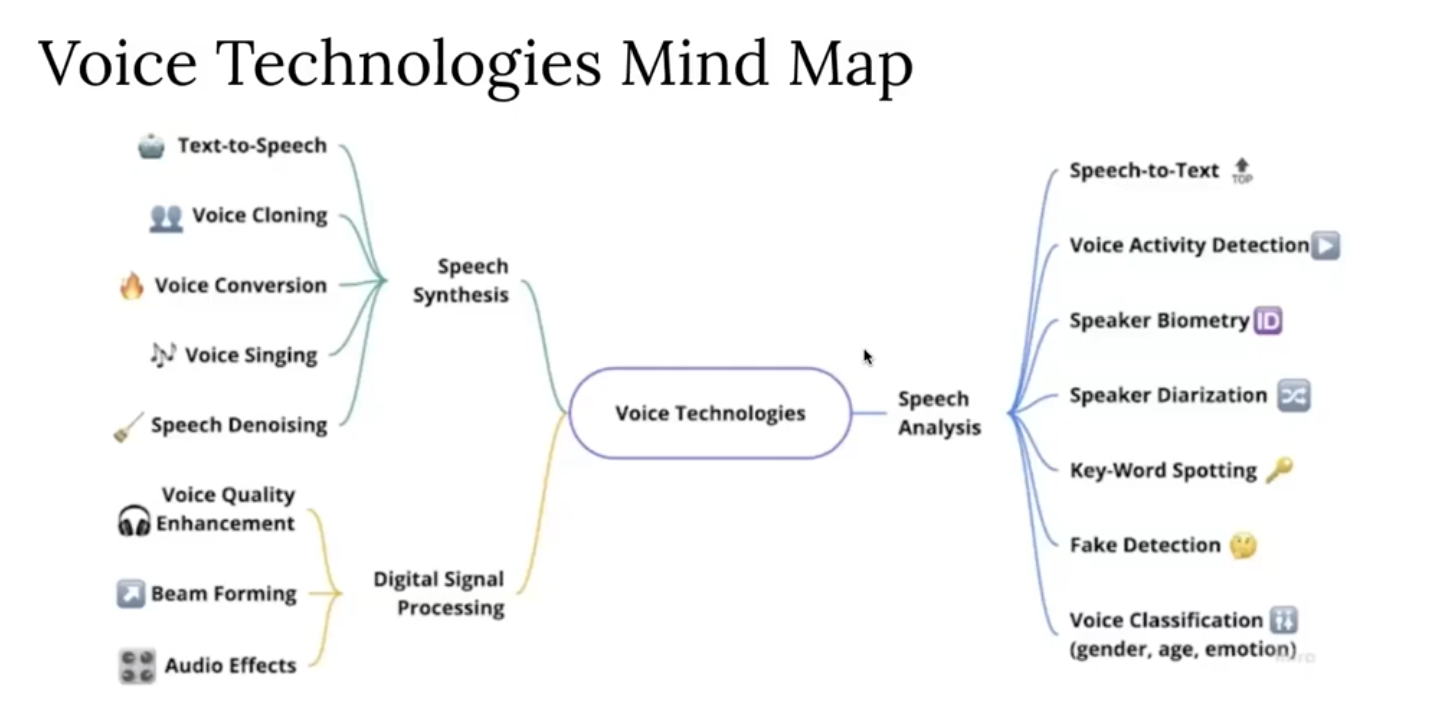 Voice Technologies Mind Map
Text-to-Speech
Voice Cloning
Voice Conversion
Voice Singing
Speech Denoising
Speech
Synthesis
Voice Quality
Enhancement
Beam Forming
Audio Effects
Digital Signal
Processing
Voice Technologies
Speech
Analysis
Speech-to-Text TOP
Voice Activity Detection
Speaker Biometry ID
Speaker Diarization
Key-Word Spotting
Fake Detection
Voice Classification
(gender, age, emotion)